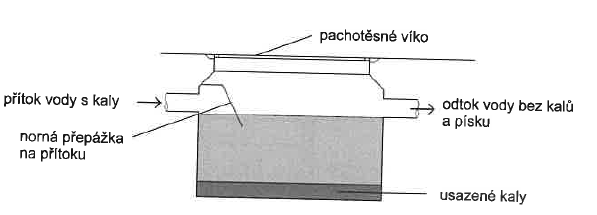 pachotěsné víko
přítok vody s kaly
odtok vody bez kalů
a písku
norná přepážka
na přítoku
usazené kaly